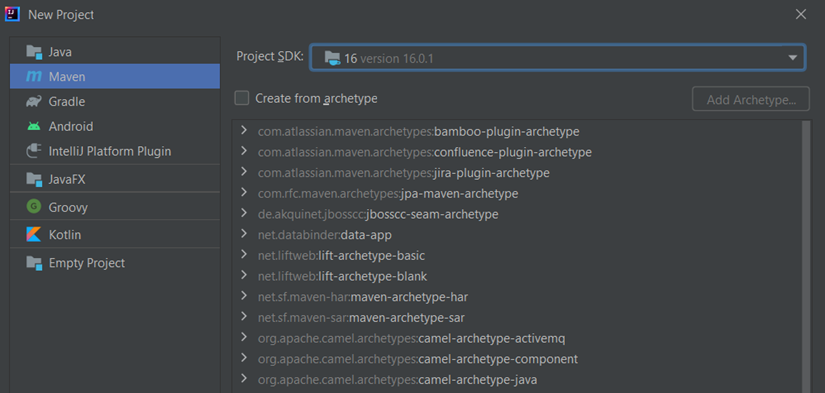 New Project
Java
Maven
Gradle
Android
IntelliJ Platform Plugin
JavaFX
Groovy
Kotlin
Empty Project
Project SDK: 16 version 16.0.1
Create from archetype
Add Archetype...
com.atlassian.maven.archetypes:bamboo-plugin-archetype
com.atlassian.maven.archetypes:confluence-plugin-archetype
com.atlassian.maven.archetypes:jira-plugin-archetype
com.rfc.maven.archetypes:jpa-maven-archetype
de.akquinet.jbosscc:jbosscc-seam-archetype
net.databinder:data-app
net.liftweb:lift-archetype-basic
net.liftweb:lift-archetype-blank
net.sf.maven-har:maven-archetype-har
net.sf.maven-sar:maven-archetype-sar
org.apache.camel.archetypes:camel-archetype-activemq
org.apache.camel.archetypes:camel-archetype-component
org.apache.camel.archetypes:camel-archetype-java